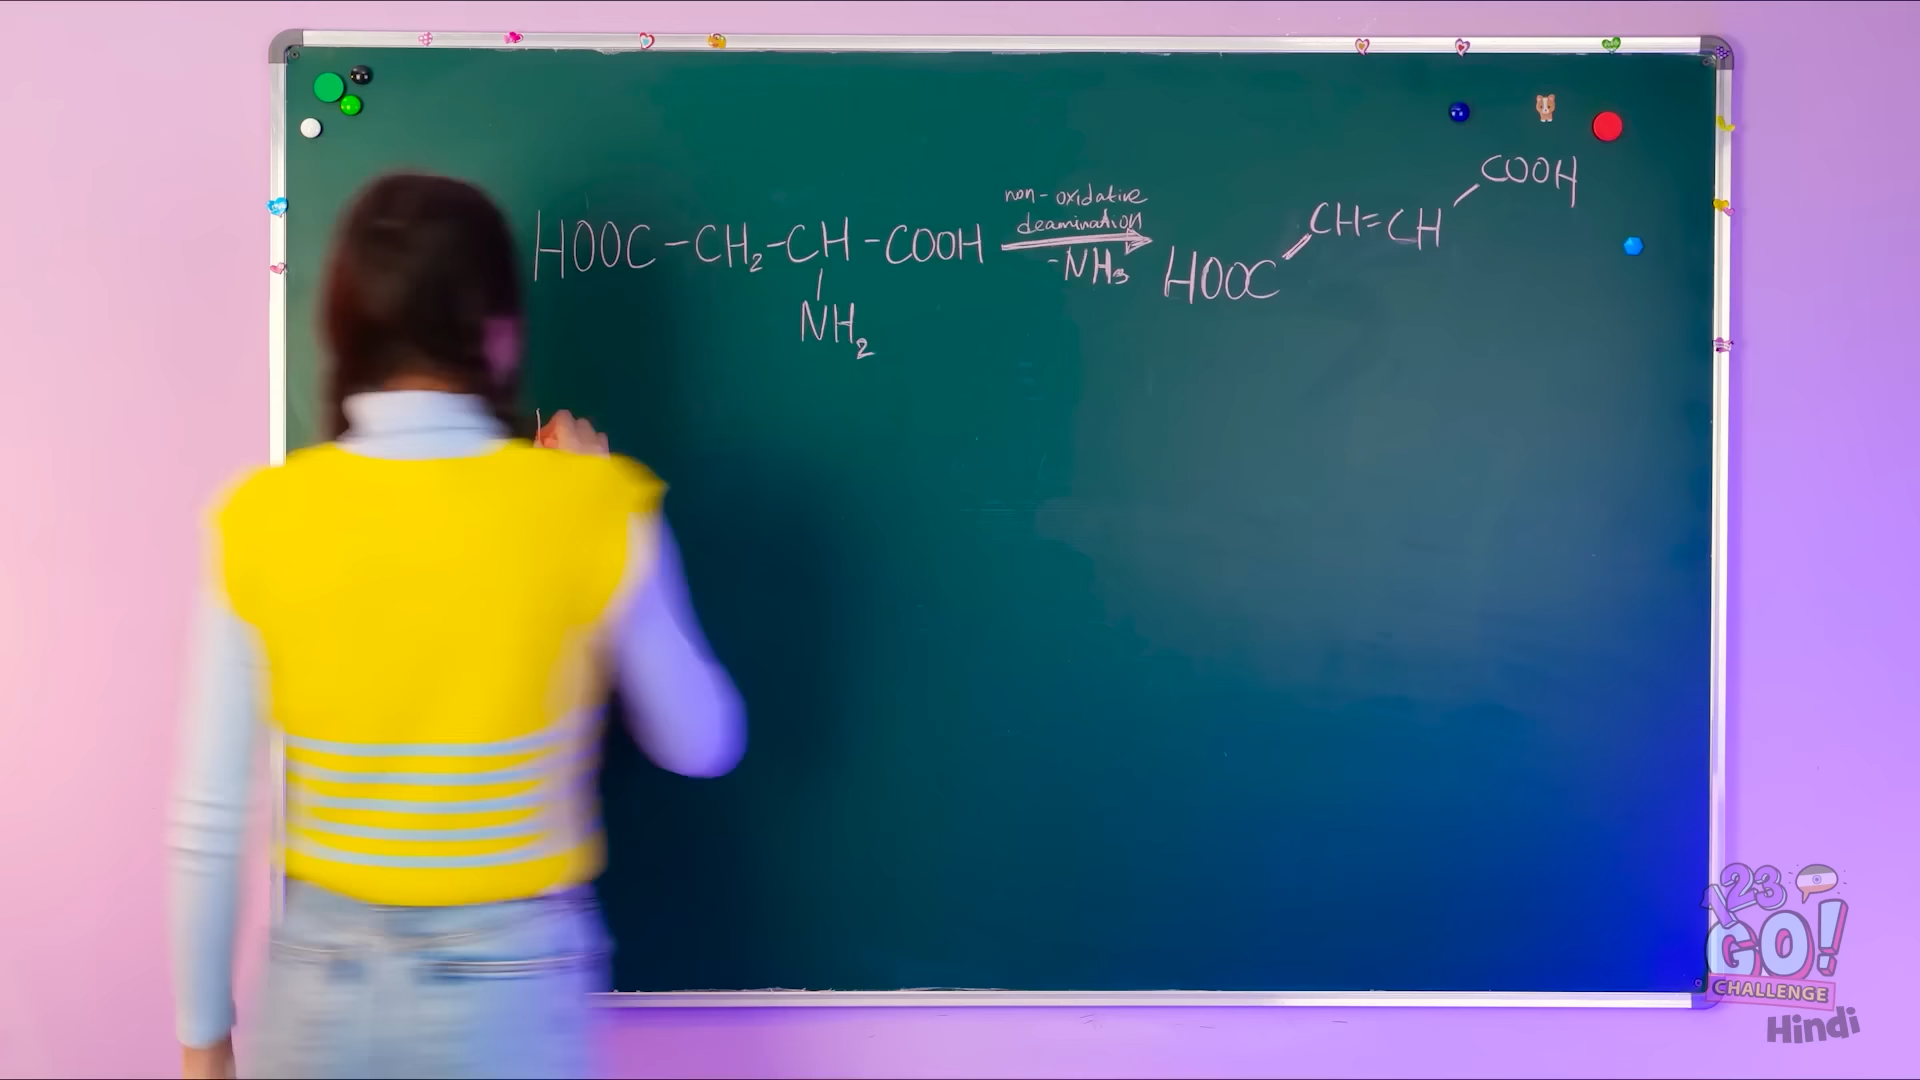 non-oxidative
deamination
HOOC-CH₂-CH-COOH
-NH₃
NH₂
HOOC
CH=CH
COOH
123
GO!
CHALLENGE
Hindi